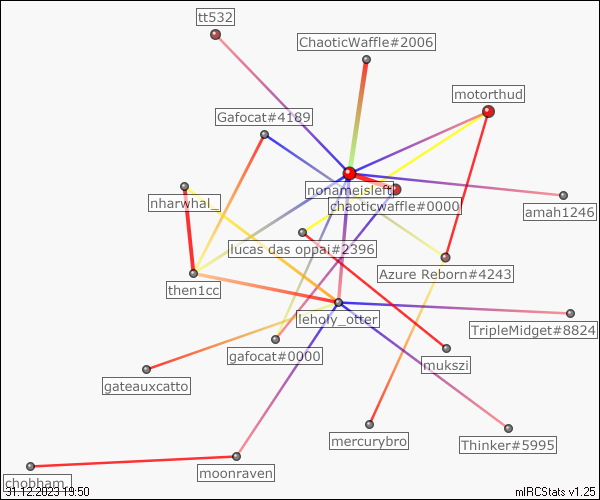 tt532
ChaoticWaffle#2006
motorthud
Gafocat#4189
nonameisleft
nharwhal_
chaoticwaffle#0000
amah1246
lucas das oppai#2396
Azure Reborn#4243
then1cc
leholy_otter
TripleMidget#8824
gafocat#0000
mukszi
gateauxcatto
mercurybro
Thinker#5995
moonraven
chobham_
31.12.2023 19:50
mIRCStats v1.25